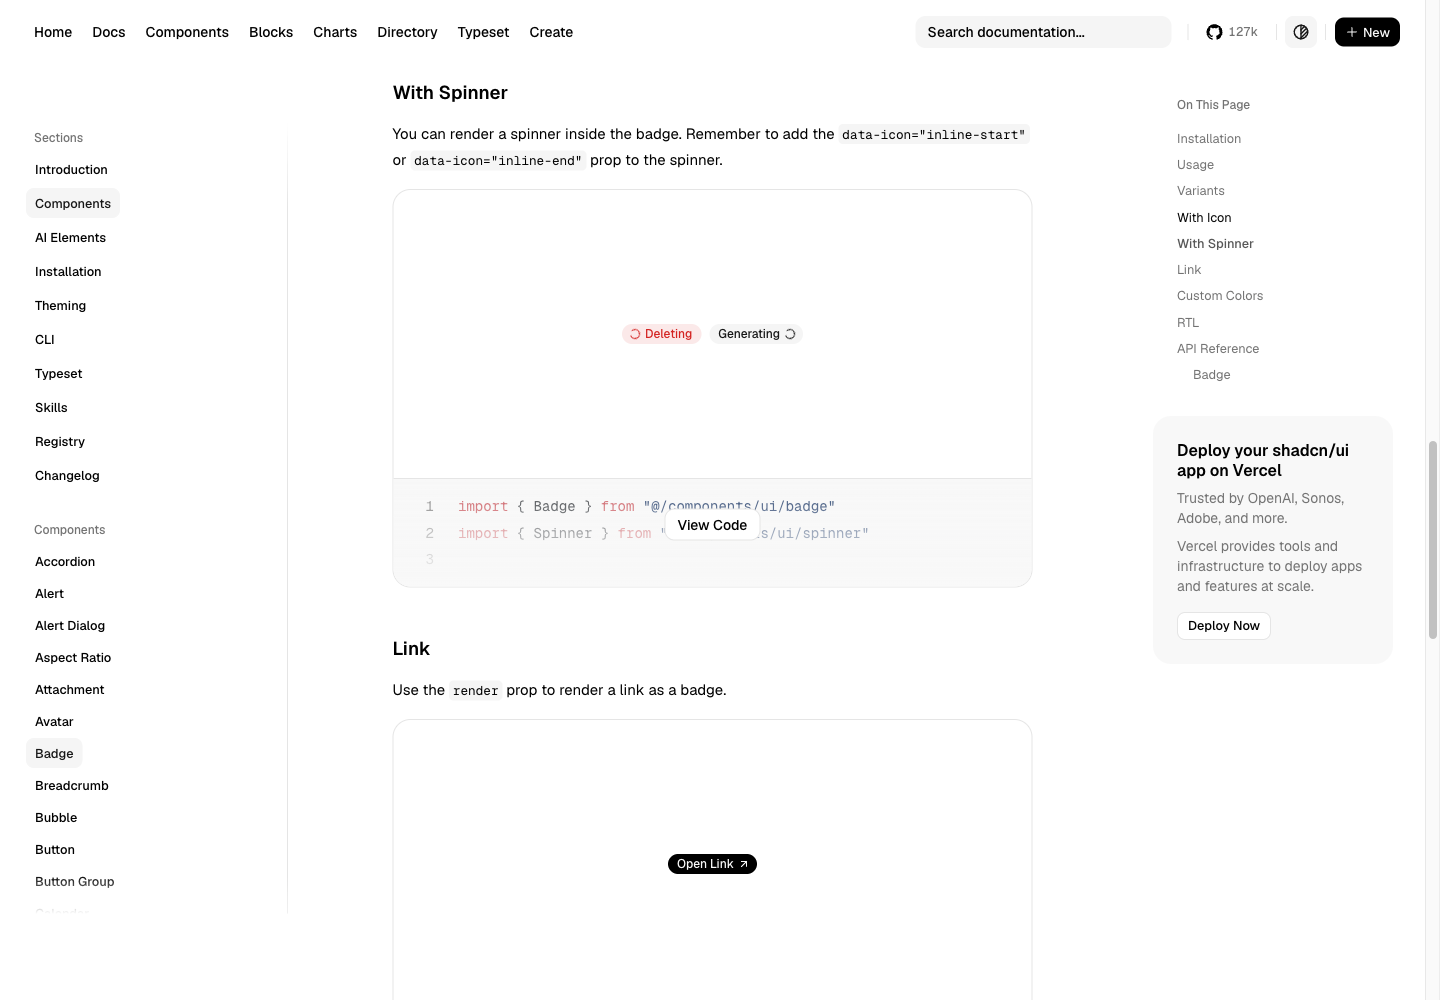 Home Docs Components Blocks Charts Directory Typeset Create
Search documentation...
127k
New
Sections
Introduction
Components
AI Elements
Installation
Theming
CLI
Typeset
Skills
Registry
Changelog
Components
Accordion
Alert
Alert Dialog
Aspect Ratio
Attachment
Avatar
Badge
Breadcrumb
Bubble
Button
Button Group
With Spinner
You can render a spinner inside the badge. Remember to add the data-icon="inline-start"
or data-icon="inline-end" prop to the spinner.
Deleting Generating
1 import { Badge } from "@/components/ui/badge"
View Code
2 import { Spinner } from "s/ui/spinner"
3
Link
Use the render prop to render a link as a badge.
Open Link
On This Page
Installation
Usage
Variants
With Icon
With Spinner
Link
Custom Colors
RTL
API Reference
Badge
Deploy your shadcn/ui
app on Vercel
Trusted by OpenAI, Sonos,
Adobe, and more.
Vercel provides tools and
infrastructure to deploy apps
and features at scale.
Deploy Now